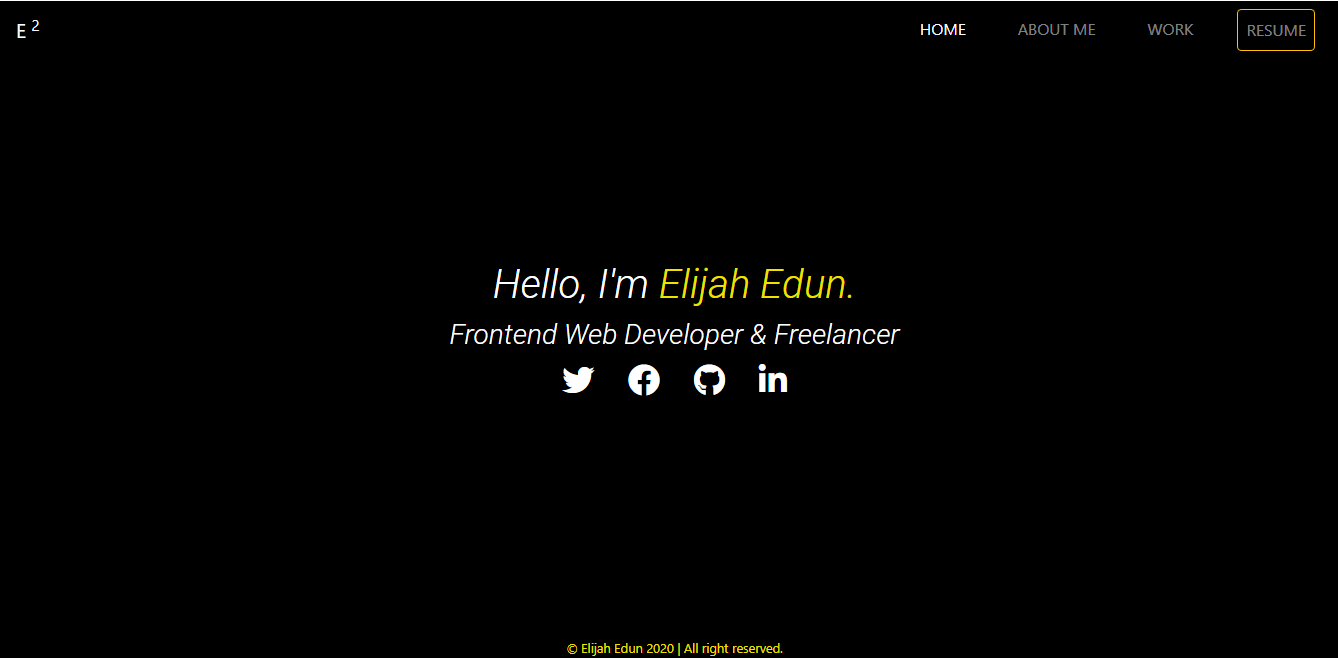 E 2
HOME ABOUT ME WORK RESUME
Hello, I'm Elijah Edun.
Frontend Web Developer & Freelancer
© Elijah Edun 2020 | All right reserved.